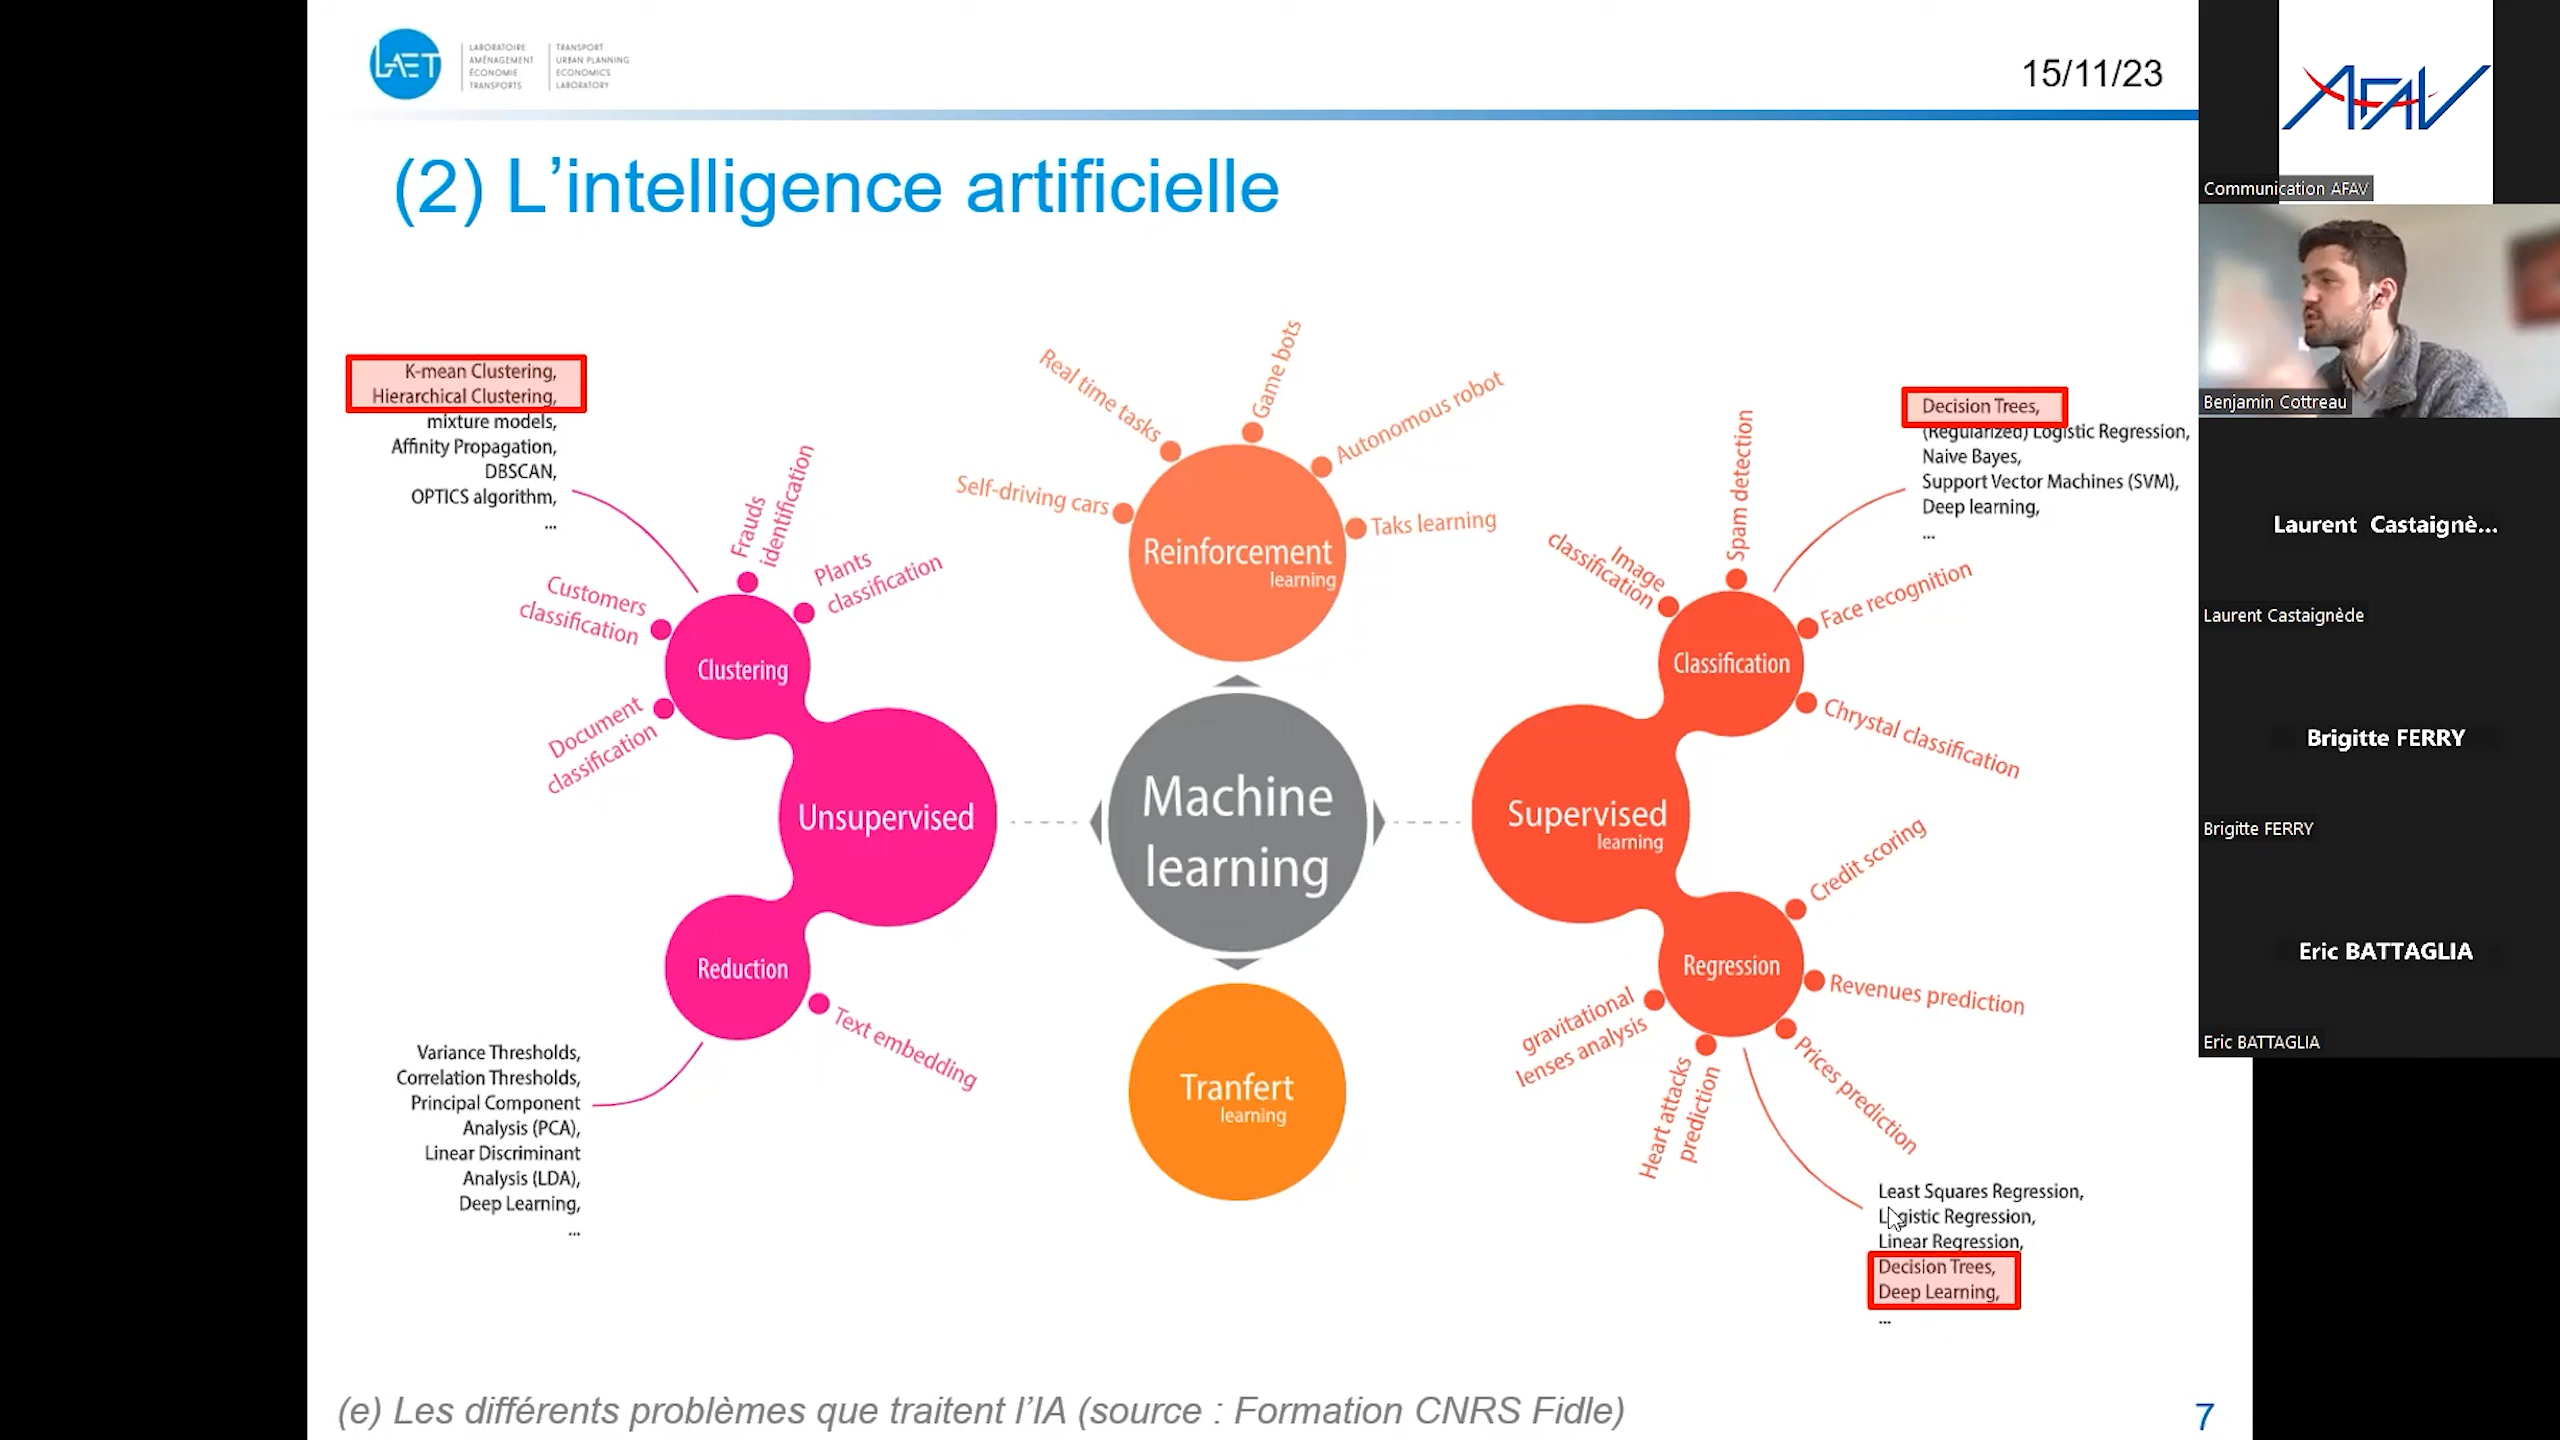 LAET
LABORATOIRE
AMÉNAGEMENT
ÉCONOMIE
TRANSPORTS
TRANSPORT
URBAN PLANNING
ECONOMICS
LABORATORY
15/11/23
(2) L’intelligence artificielle
K-mean Clustering,
Hierarchical Clustering,
mixture models,
Affinity Propagation,
DBSCAN,
OPTICS algorithm,
...
Frauds
identification
Plants
classification
Customers
classification
Document
classification
Clustering
Unsupervised
Reduction
Text embedding
Variance Thresholds,
Correlation Thresholds,
Principal Component
Analysis (PCA),
Linear Discriminant
Analysis (LDA),
Deep Learning,
...
Self-driving cars
Real time tasks
Game bots
Autonomous robot
Taks learning
Reinforcement
learning
Machine
learning
Tranfert
learning
Decision Trees,
(Regularized) Logistic Regression,
Naive Bayes,
Support Vector Machines (SVM),
Deep learning,
...
Image
classification
Spam detection
Face recognition
Chrystal classification
Classification
Supervised
learning
Regression
Credit scoring
Revenues prediction
Prices prediction
Heart attacks
prediction
gravitational
lenses analysis
Least Squares Regression,
Logistic Regression,
Linear Regression,
Decision Trees,
Deep Learning,
...
(e) Les différents problèmes que traitent l’IA (source : Formation CNRS Fidle)
7
AFAV
Communication AFAV
Benjamin Cottreau
Laurent Castaignè...
Laurent Castaignède
Brigitte FERRY
Brigitte FERRY
Eric BATTAGLIA
Eric BATTAGLIA